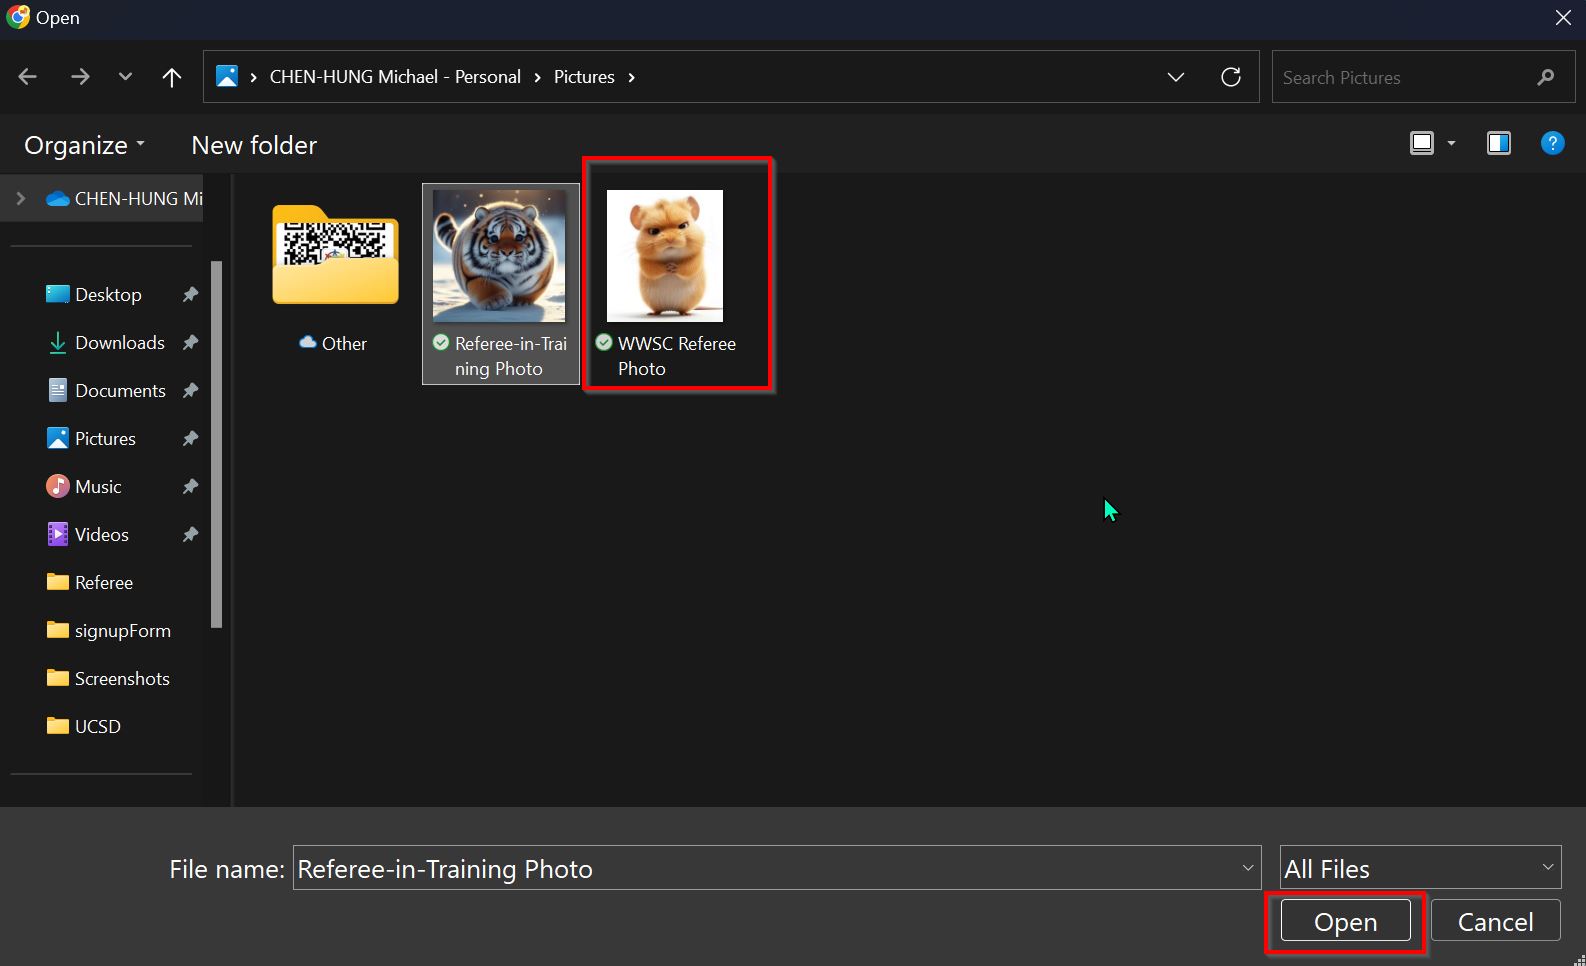 Open
CHEN-HUNG Michael - Personal > Pictures >
Search Pictures
Organize
New folder
?
CHEN-HUNG Mi
Desktop
Downloads
Documents
Pictures
Music
Videos
Referee
signupForm
Screenshots
UCSD
Other
Referee-in-Trai
ning Photo
WWSC Referee
Photo
File name: Referee-in-Training Photo
All Files
Open
Cancel